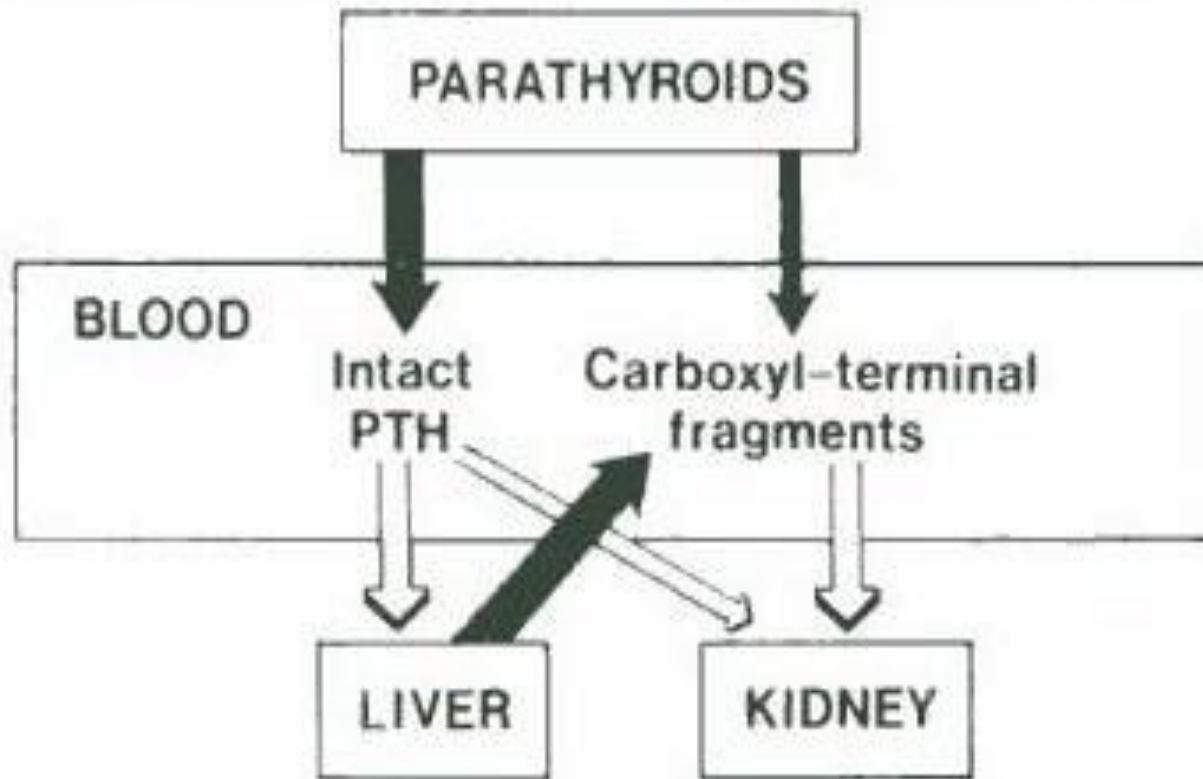 PARATHYROIDS
BLOOD
Intact
PTH
Carboxyl-terminal
fragments
LIVER
KIDNEY